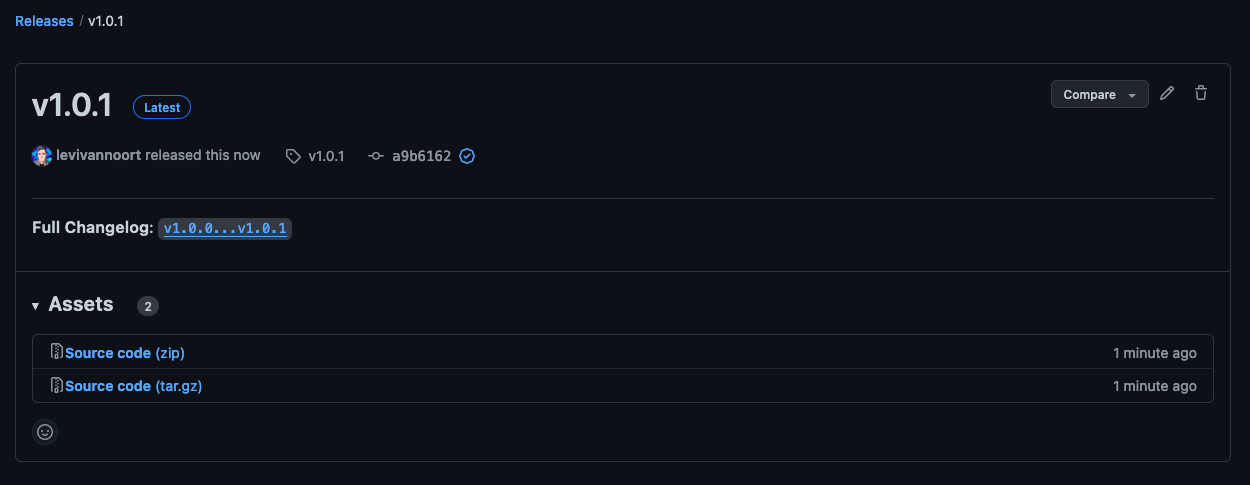 Releases / v1.0.1
v1.0.1 Latest Compare
levivannoort released this now v1.0.1 a9b6162
Full Changelog: v1.0.0...v1.0.1
Assets 2
Source code (zip) 1 minute ago
Source code (tar.gz) 1 minute ago